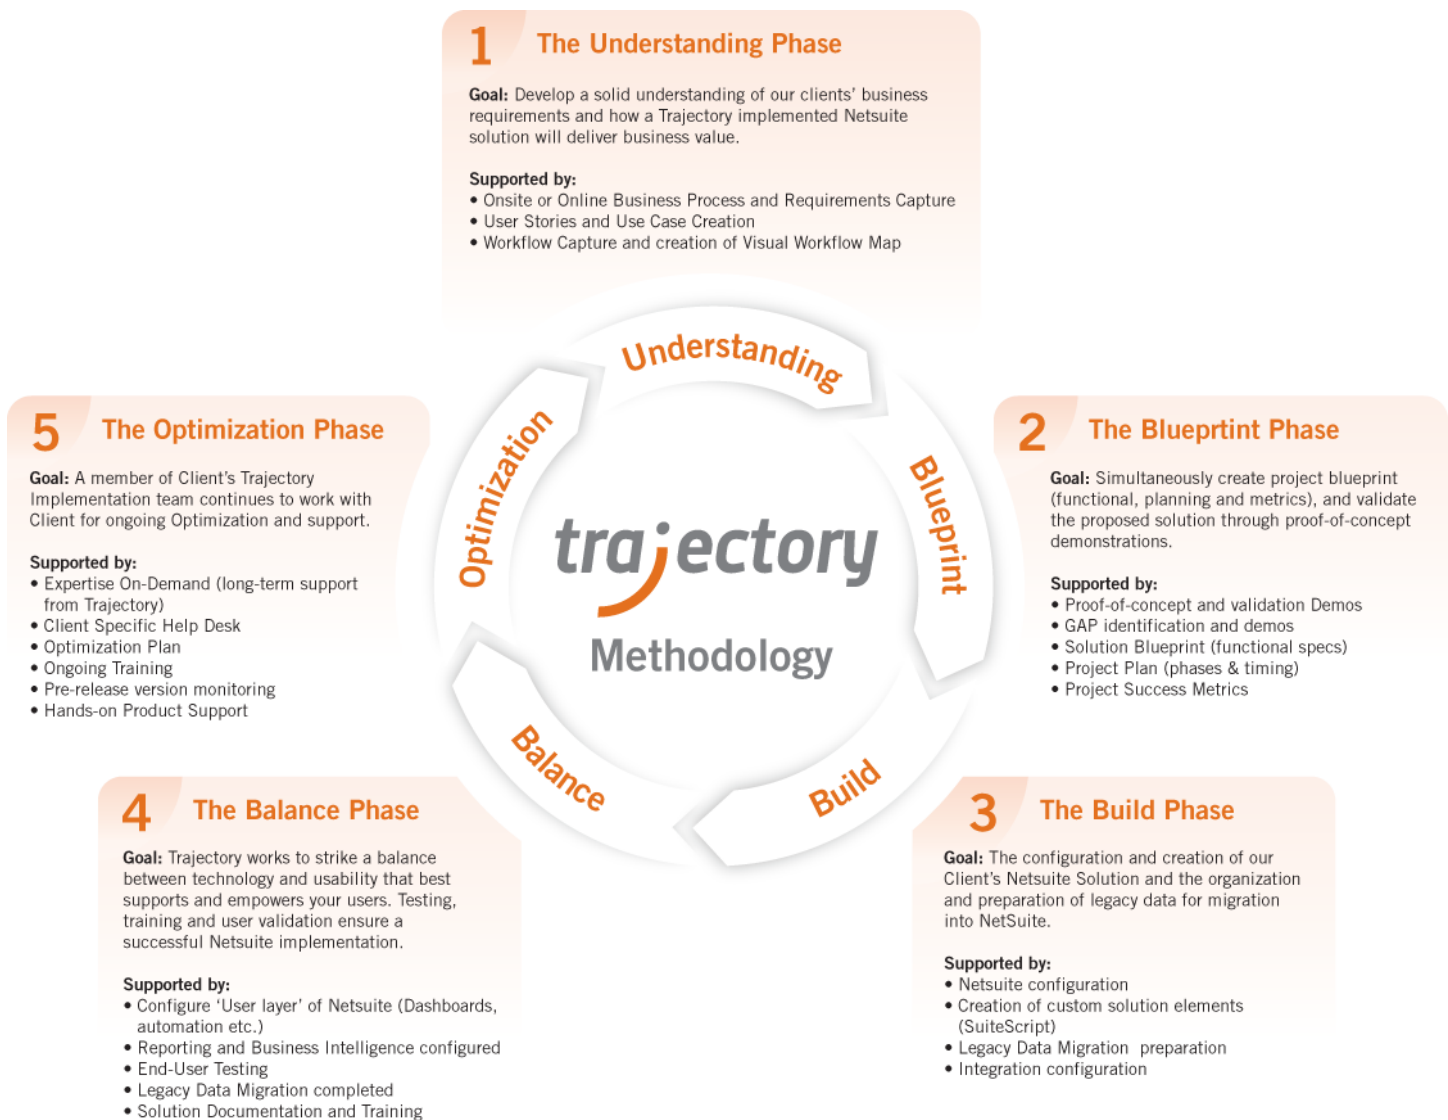 1 The Understanding Phase
Goal: Develop a solid understanding of our clients' business
requirements and how a Trajectory implemented Netsuite
solution will deliver business value.
Supported by:
• Onsite or Online Business Process and Requirements Capture
• User Stories and Use Case Creation
• Workflow Capture and creation of Visual Workflow Map
Understanding
Blueprint
Build
Balance
Optimization
trajectory
Methodology
2 The Blueprtint Phase
Goal: Simultaneously create project blueprint
(functional, planning and metrics), and validate
the proposed solution through proof-of-concept
demonstrations.
Supported by:
• Proof-of-concept and validation Demos
• GAP identification and demos
• Solution Blueprint (functional specs)
• Project Plan (phases & timing)
• Project Success Metrics
3 The Build Phase
Goal: The configuration and creation of our
Client's Netsuite Solution and the organization
and preparation of legacy data for migration
into NetSuite.
Supported by:
• Netsuite configuration
• Creation of custom solution elements
(SuiteScript)
• Legacy Data Migration preparation
• Integration configuration
4 The Balance Phase
Goal: Trajectory works to strike a balance
between technology and usability that best
supports and empowers your users. Testing,
training and user validation ensure a
successful Netsuite implementation.
Supported by:
• Configure 'User layer' of Netsuite (Dashboards,
automation etc.)
• Reporting and Business Intelligence configured
• End-User Testing
• Legacy Data Migration completed
• Solution Documentation and Training
5 The Optimization Phase
Goal: A member of Client's Trajectory
Implementation team continues to work with
Client for ongoing Optimization and support.
Supported by:
• Expertise On-Demand (long-term support
from Trajectory)
• Client Specific Help Desk
• Optimization Plan
• Ongoing Training
• Pre-release version monitoring
• Hands-on Product Support